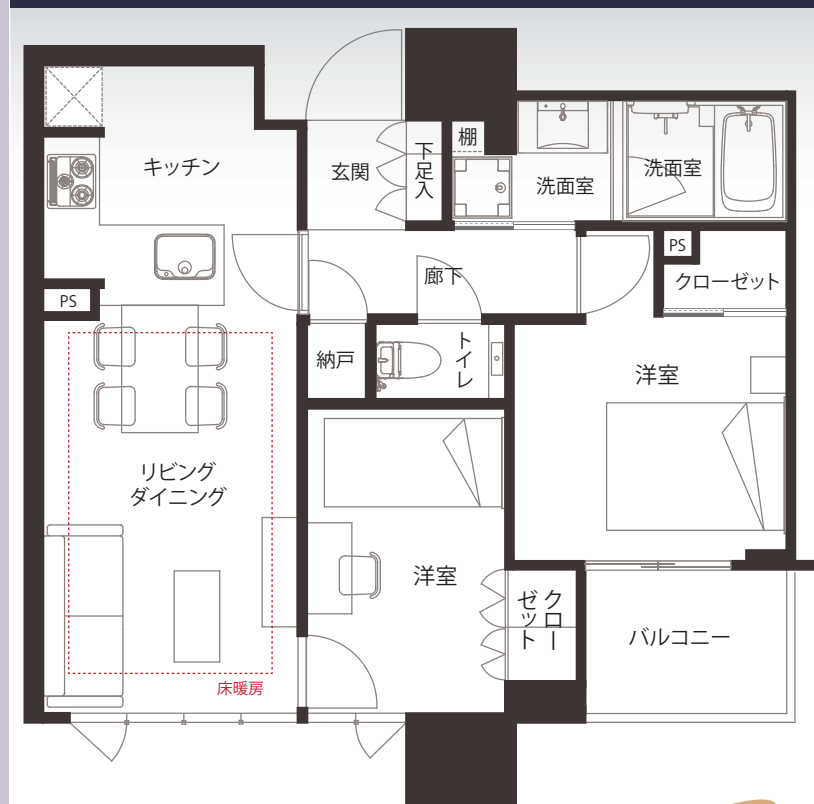 棚
キッチン
玄関
下足入
洗面室
洗面室
PS
クローゼット
廊下
PS
納戸
トイレ
洋室
リビング
ダイニング
洋室
クロー
ゼット
バルコニー
床暖房